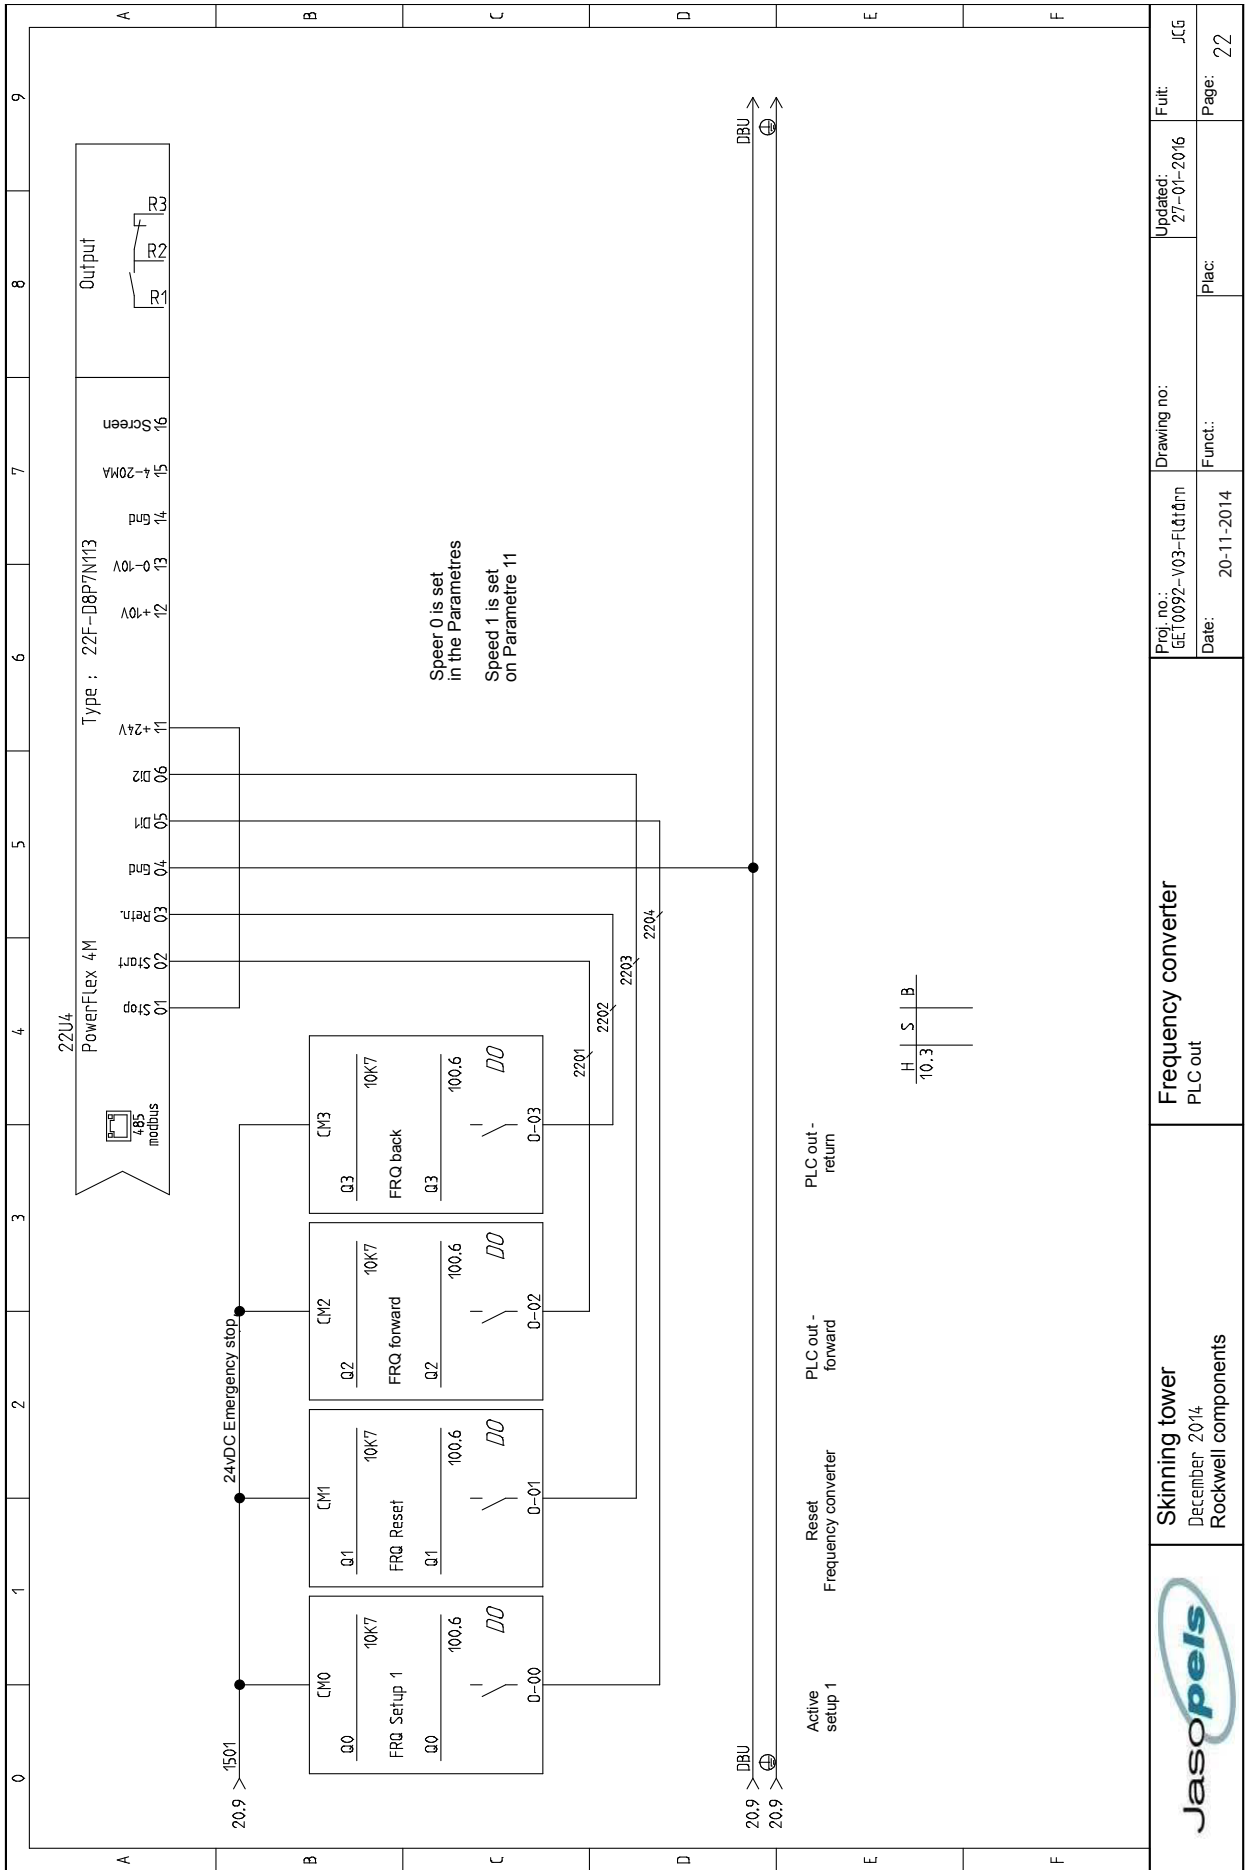 0 1 2 3 4 5 6 7 8 9
A
B
C
D
E
F
A
B
C
D
E
F
22U4
PowerFlex 4M
Type : 22F-D8P7N113
Output
485
modbus
01 Stop
02 Start
03 Retn.
04 Gnd
05 Di1
06 Di2
11 +24V
12 +10V
13 0-10V
14 Gnd
15 4-20MA
16 Screen
R1 R2 R3
20.9
1501
24vDC Emergency stop
CM0
Q0
10K7
FRQ Setup 1
Q0
100.6
DO
0-00
CM1
Q1
10K7
FRQ Reset
Q1
100.6
DO
0-01
CM2
Q2
10K7
FRQ forward
Q2
100.6
DO
0-02
CM3
Q3
10K7
FRQ back
Q3
100.6
DO
0-03
Speer 0 is set
in the Parametres
Speed 1 is set
on Parametre 11
2201
2202
2203
2204
20.9
DBU
DBU
20.9
Active
setup 1
Reset
Frequency converter
PLC out -
forward
PLC out -
return
H S B
10.3
Jasopels
Skinning tower
December 2014
Rockwell components
Frequency converter
PLC out
Proj. no.:
GET0092-V03-Flåtårn
Drawing no:
Updated:
27-01-2016
Fuit:
JCG
Date:
20-11-2014
Funct.:
Plac:
Page:
22